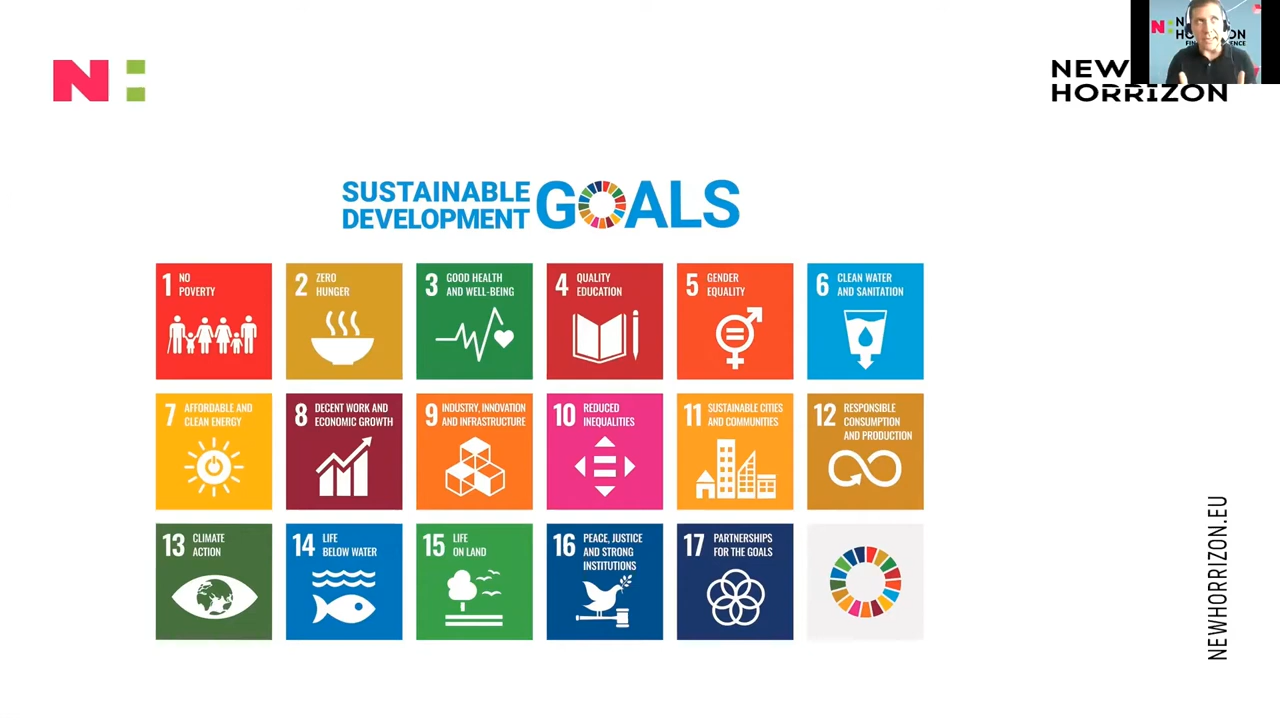 N:
NEW
HORRIZON
SUSTAINABLE
DEVELOPMENT
GOALS
1 NO
POVERTY
2 ZERO
HUNGER
3 GOOD HEALTH
AND WELL-BEING
4 QUALITY
EDUCATION
5 GENDER
EQUALITY
6 CLEAN WATER
AND SANITATION
7 AFFORDABLE AND
CLEAN ENERGY
8 DECENT WORK AND
ECONOMIC GROWTH
9 INDUSTRY, INNOVATION
AND INFRASTRUCTURE
10 REDUCED
INEQUALITIES
11 SUSTAINABLE CITIES
AND COMMUNITIES
12 RESPONSIBLE
CONSUMPTION
AND PRODUCTION
13 CLIMATE
ACTION
14 LIFE
BELOW WATER
15 LIFE
ON LAND
16 PEACE, JUSTICE
AND STRONG
INSTITUTIONS
17 PARTNERSHIPS
FOR THE GOALS
NEWHORRIZON.EU